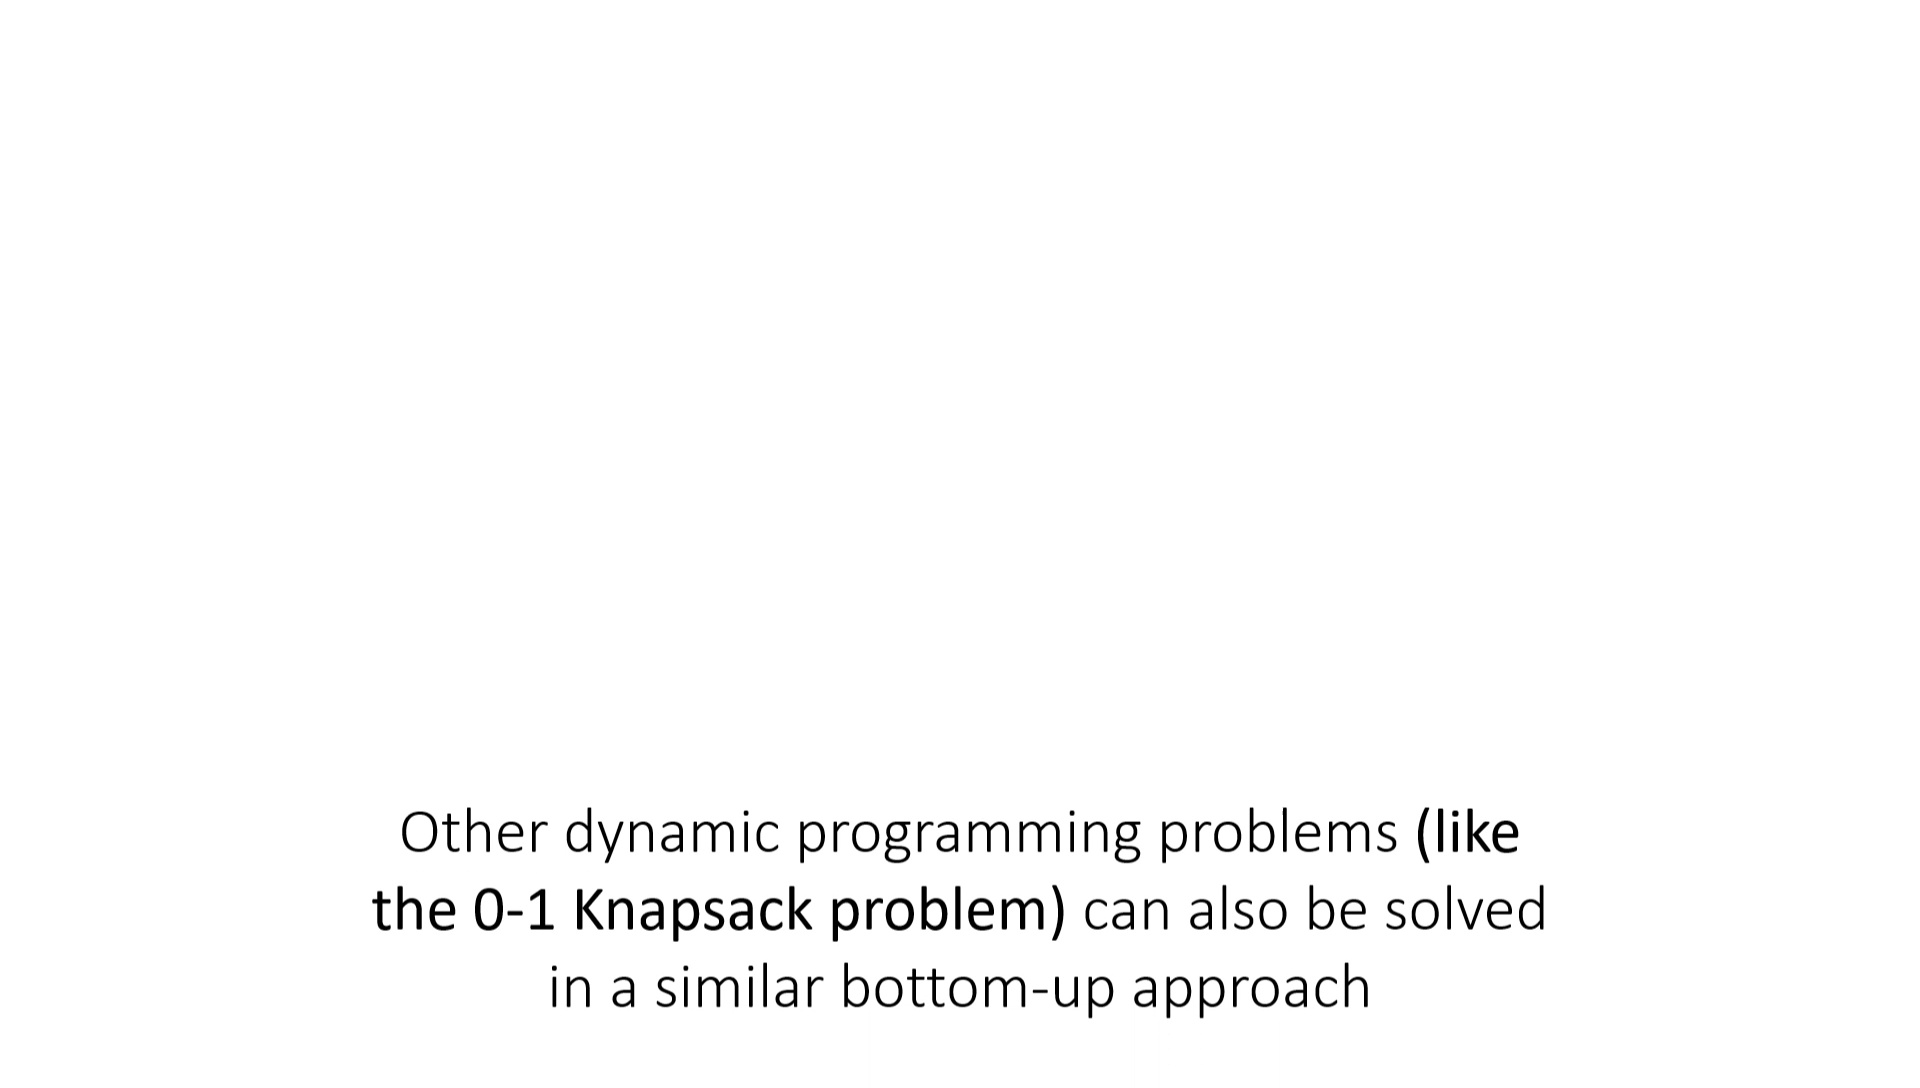 Other dynamic programming problems (like
the 0-1 Knapsack problem) can also be solved
in a similar bottom-up approach